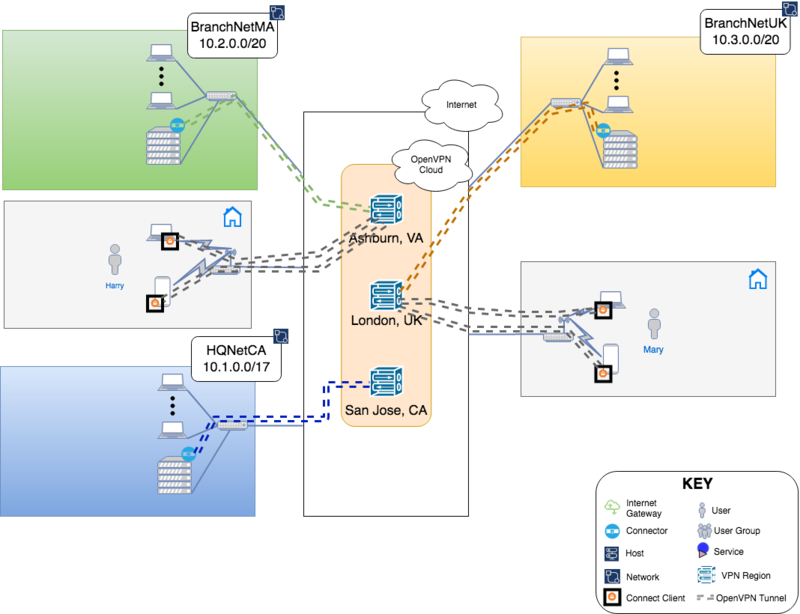 BranchNetMA
10.2.0.0/20
BranchNetUK
10.3.0.0/20
Internet
OpenVPN
Cloud
Ashburn, VA
Harry
London, UK
Mary
HQNetCA
10.1.0.0/17
San Jose, CA
KEY
Internet
Gateway
User
Connector
User Group
Host
Service
Network
VPN Region
Connect Client
OpenVPN Tunnel